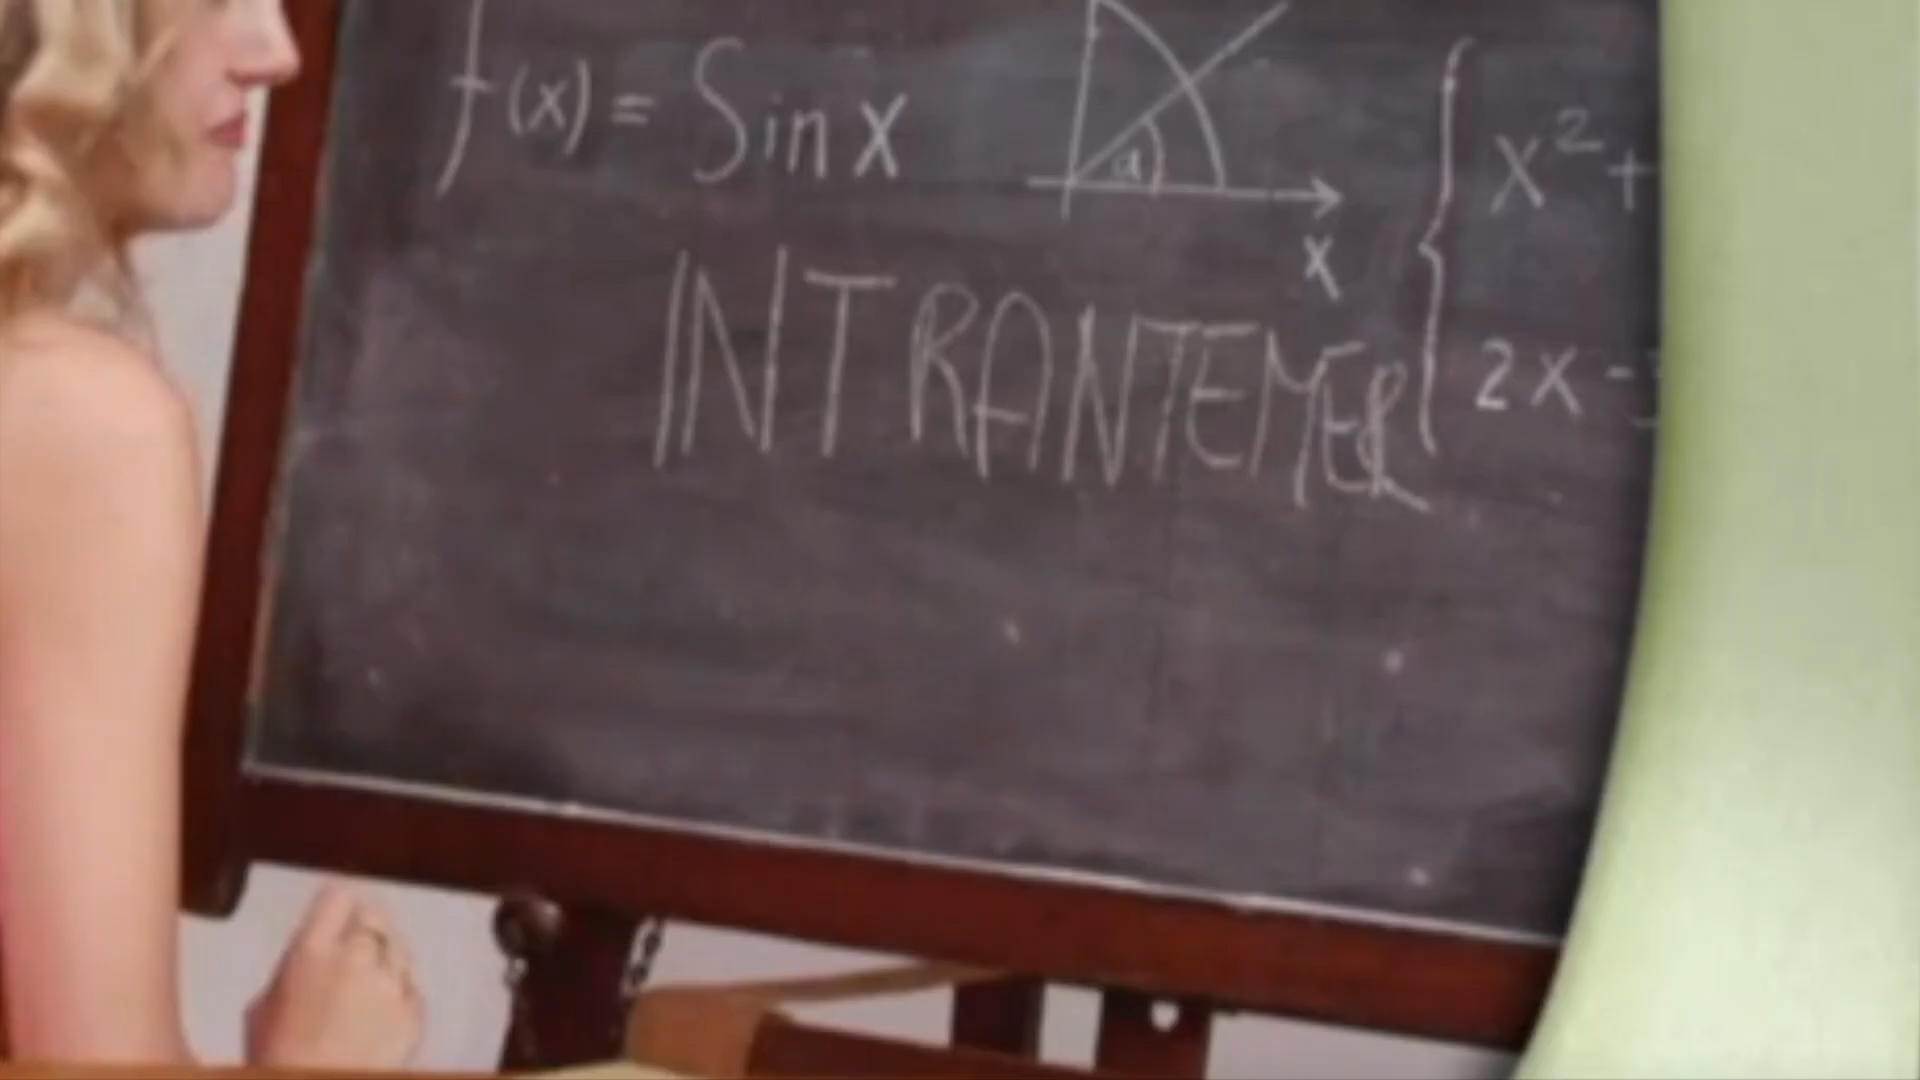 f(x) = Sin x
α
x
x² +
2x -
INTRANTEMER